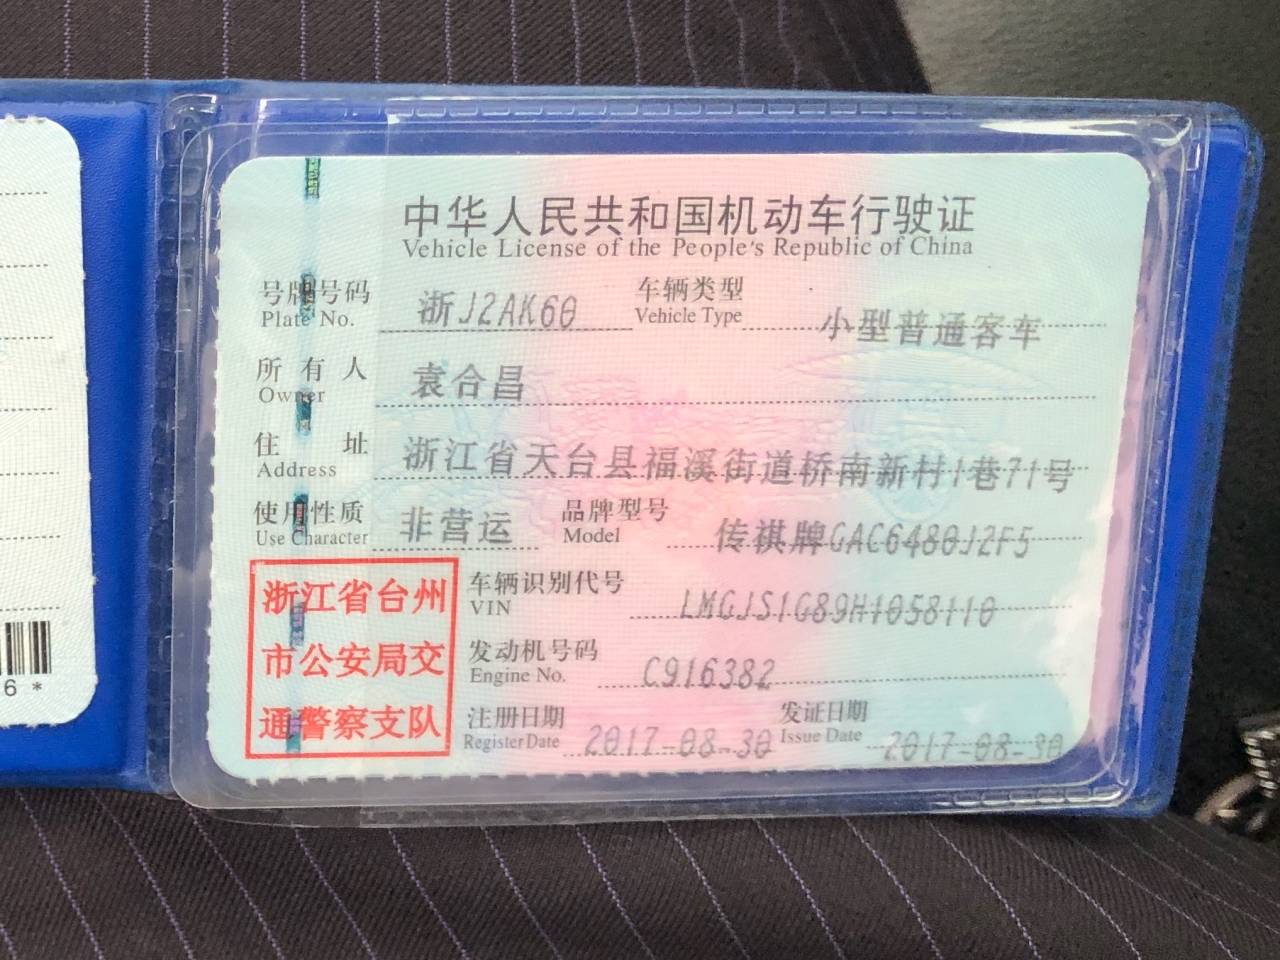 中华人民共和国机动车行驶证
Vehicle License of the People's Republic of China
号牌号码 浙J2AK60 车辆类型 小型普通客车
Plate No. Vehicle Type
所有人 袁合昌
Owner
住址 浙江省天台县福溪街道桥南新村1巷71号
Address
使用性质 非营运 品牌型号 传祺牌GAC6480J2F5
Use Character Model
浙江省台州
市公安局交
通警察支队
车辆识别代号 LMGJS1G89H1058110
VIN
发动机号码 C916382
Engine No.
注册日期 2017-08-30 发证日期 2017-08-30
Register Date Issue Date
6*